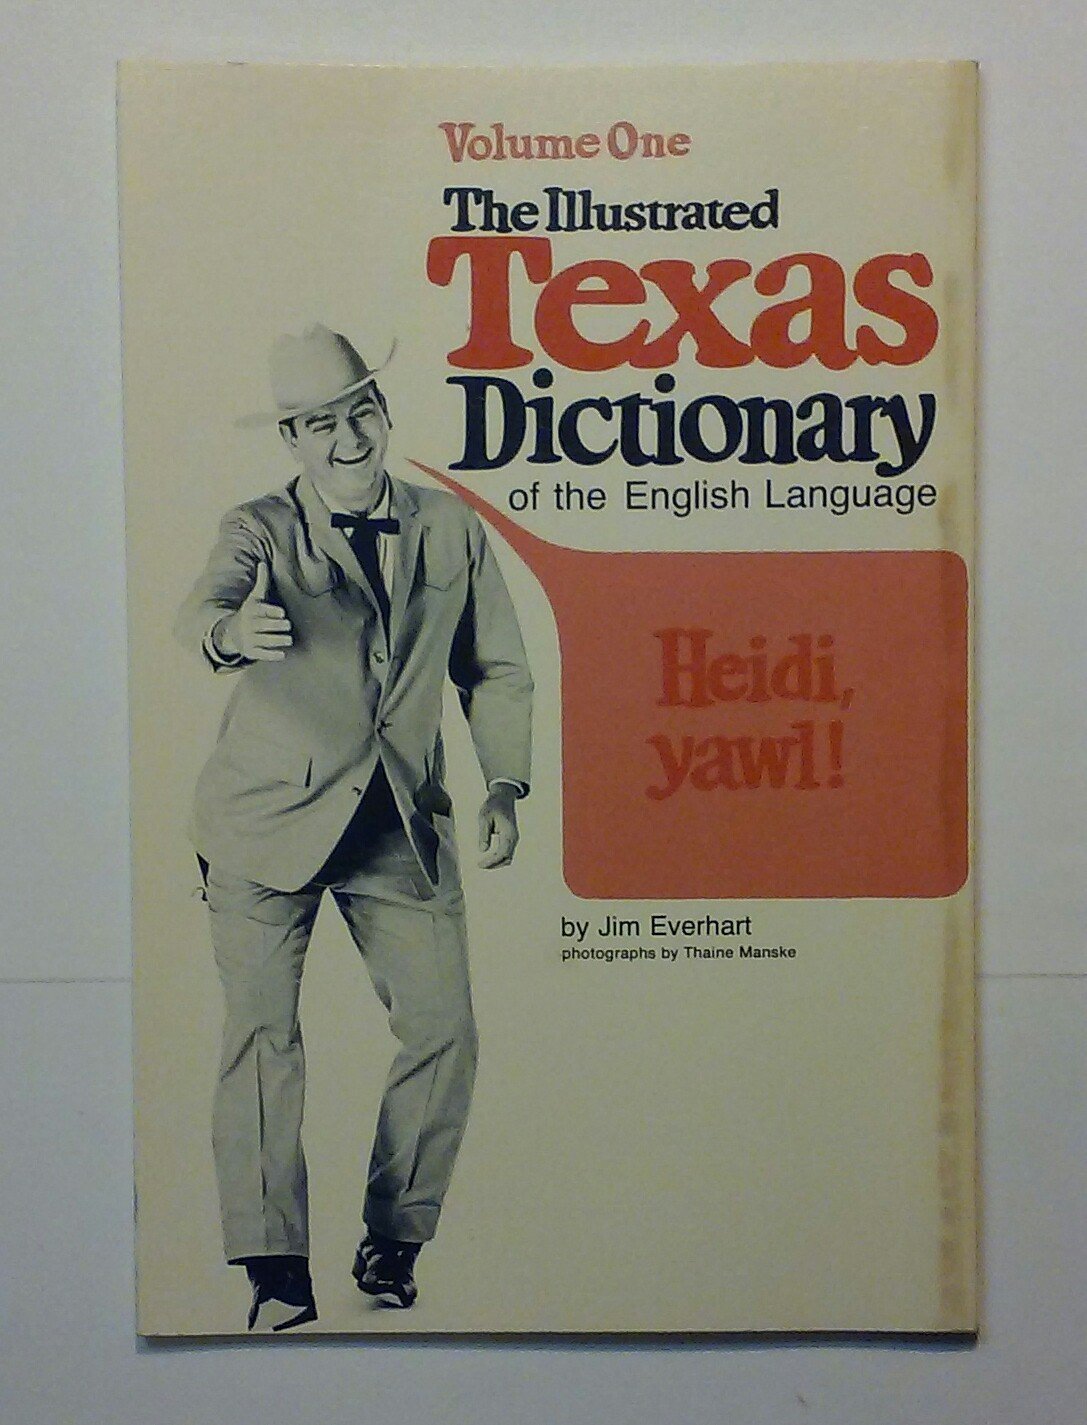 Volume One
The Illustrated
Texas
Dictionary
of the English Language
Heidi,
yawl!
by Jim Everhart
photographs by Thaine Manske